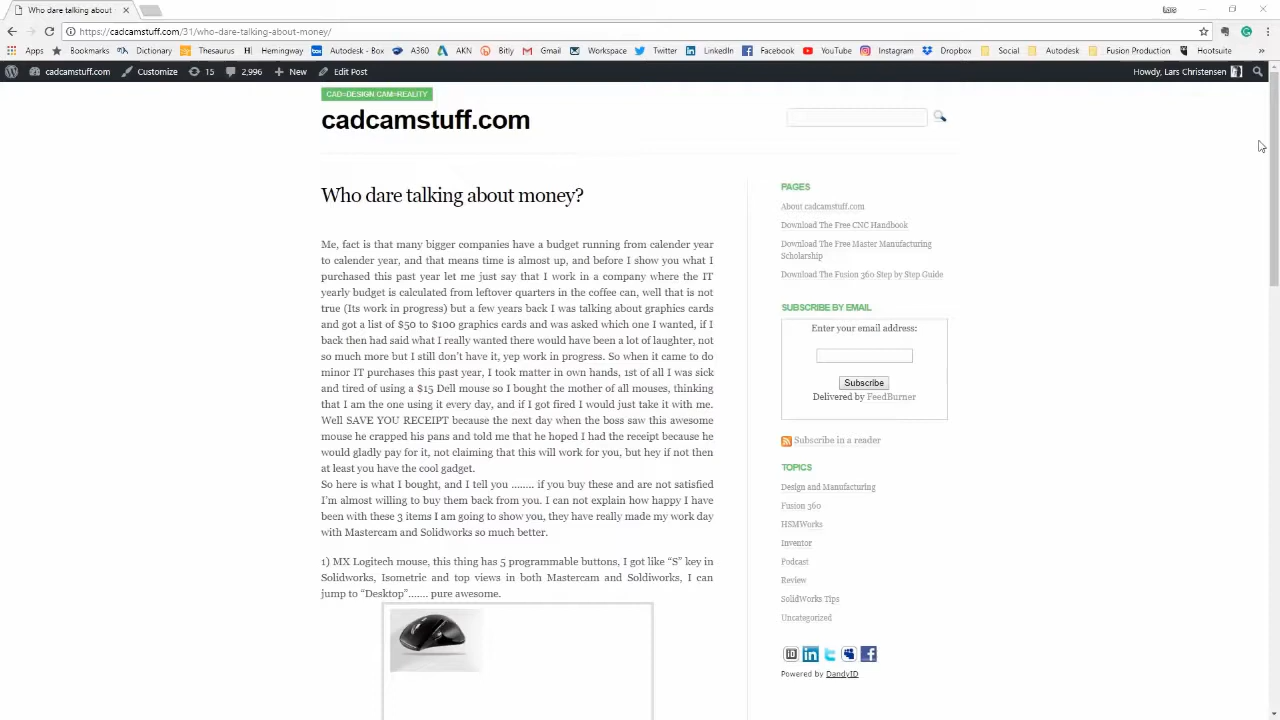 Who dare talking about
Lars
https://cadcamstuff.com/31/who-dare-talking-about-money/
Apps Bookmarks Dictionary Thesaurus Hemingway Autodesk - Box A360 AKN Bitly Gmail Workspace Twitter LinkedIn Facebook YouTube Instagram Dropbox Social Autodesk Fusion Production Hootsuite
cadcamstuff.com Customize 15 2,996 New Edit Post Howdy, Lars Christensen
CAD=DESIGN CAM=REALITY
cadcamstuff.com
Who dare talking about money?
Me, fact is that many bigger companies have a budget running from calender year
to calender year, and that means time is almost up, and before I show you what I
purchased this past year let me just say that I work in a company where the IT
yearly budget is calculated from leftover quarters in the coffee can, well that is not
true (Its work in progress) but a few years back I was talking about graphics cards
and got a list of $50 to $100 graphics cards and was asked which one I wanted, if I
back then had said what I really wanted there would have been a lot of laughter, not
so much more but I still don't have it, yep work in progress. So when it came to do
minor IT purchases this past year, I took matter in own hands, 1st of all I was sick
and tired of using a $15 Dell mouse so I bought the mother of all mouses, thinking
that I am the one using it every day, and if I got fired I would just take it with me.
Well SAVE YOU RECEIPT because the next day when the boss saw this awesome
mouse he crapped his pans and told me that he hoped I had the receipt because he
would gladly pay for it, not claiming that this will work for you, but hey if not then
at least you have the cool gadget.
So here is what I bought, and I tell you ........ if you buy these and are not satisfied
I'm almost willing to buy them back from you. I can not explain how happy I have
been with these 3 items I am going to show you, they have really made my work day
with Mastercam and Solidworks so much better.
1) MX Logitech mouse, this thing has 5 programmable buttons, I got like “S” key in
Solidworks, Isometric and top views in both Mastercam and Soldiworks, I can
jump to “Desktop”....... pure awesome.
PAGES
About cadcamstuff.com
Download The Free CNC Handbook
Download The Free Master Manufacturing
Scholarship
Download The Fusion 360 Step by Step Guide
SUBSCRIBE BY EMAIL
Enter your email address:
Subscribe
Delivered by FeedBurner
Subscribe in a reader
TOPICS
Design and Manufacturing
Fusion 360
HSMWorks
Inventor
Podcast
Review
SolidWorks Tips
Uncategorized
Powered by DandyID